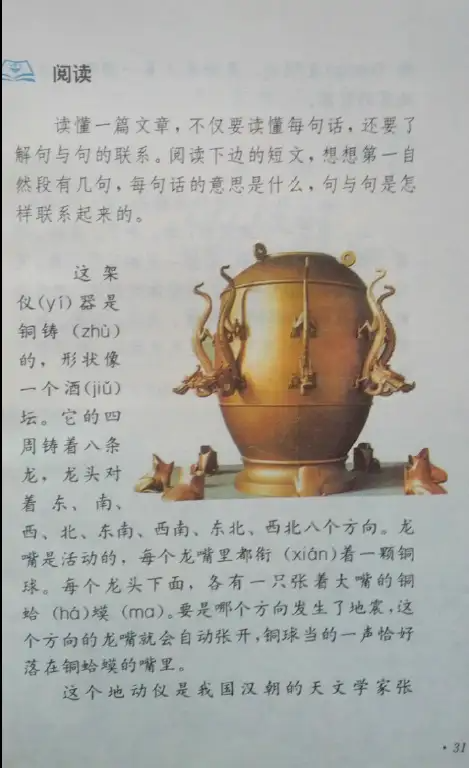 阅读
读懂一篇文章，不仅要读懂每句话，还要了
解句与句的联系。阅读下边的短文，想想第一自
然段有几句，每句话的意思是什么，句与句是怎
样联系起来的。
这架
仪(yí)器是
铜铸（zhù）
的，形状像
一个酒(jiǔ)
坛。它的四
周铸着八条
龙，龙头对
着东、南、
西、北、东南、西南、东北、西北八个方向。龙
嘴是活动的，每个龙嘴里都衔（xián）着一颗铜
球。每个龙头下面，各有一只张着大嘴的铜
蛤（há）蟆（ma）。要是哪个方向发生了地震，这
个方向的龙嘴就会自动张开，铜球当的一声恰好
落在铜蛤蟆的嘴里。
这个地动仪是我国汉朝的天文学家张
·31